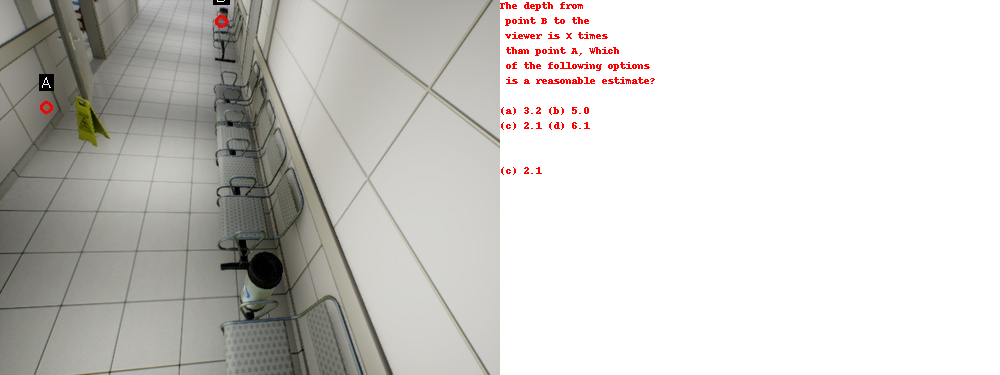 B
A
The depth from
point B to the
viewer is X times
than point A, Which
of the following options
is a reasonable estimate?
(a) 3.2 (b) 5.0
(c) 2.1 (d) 6.1
(c) 2.1